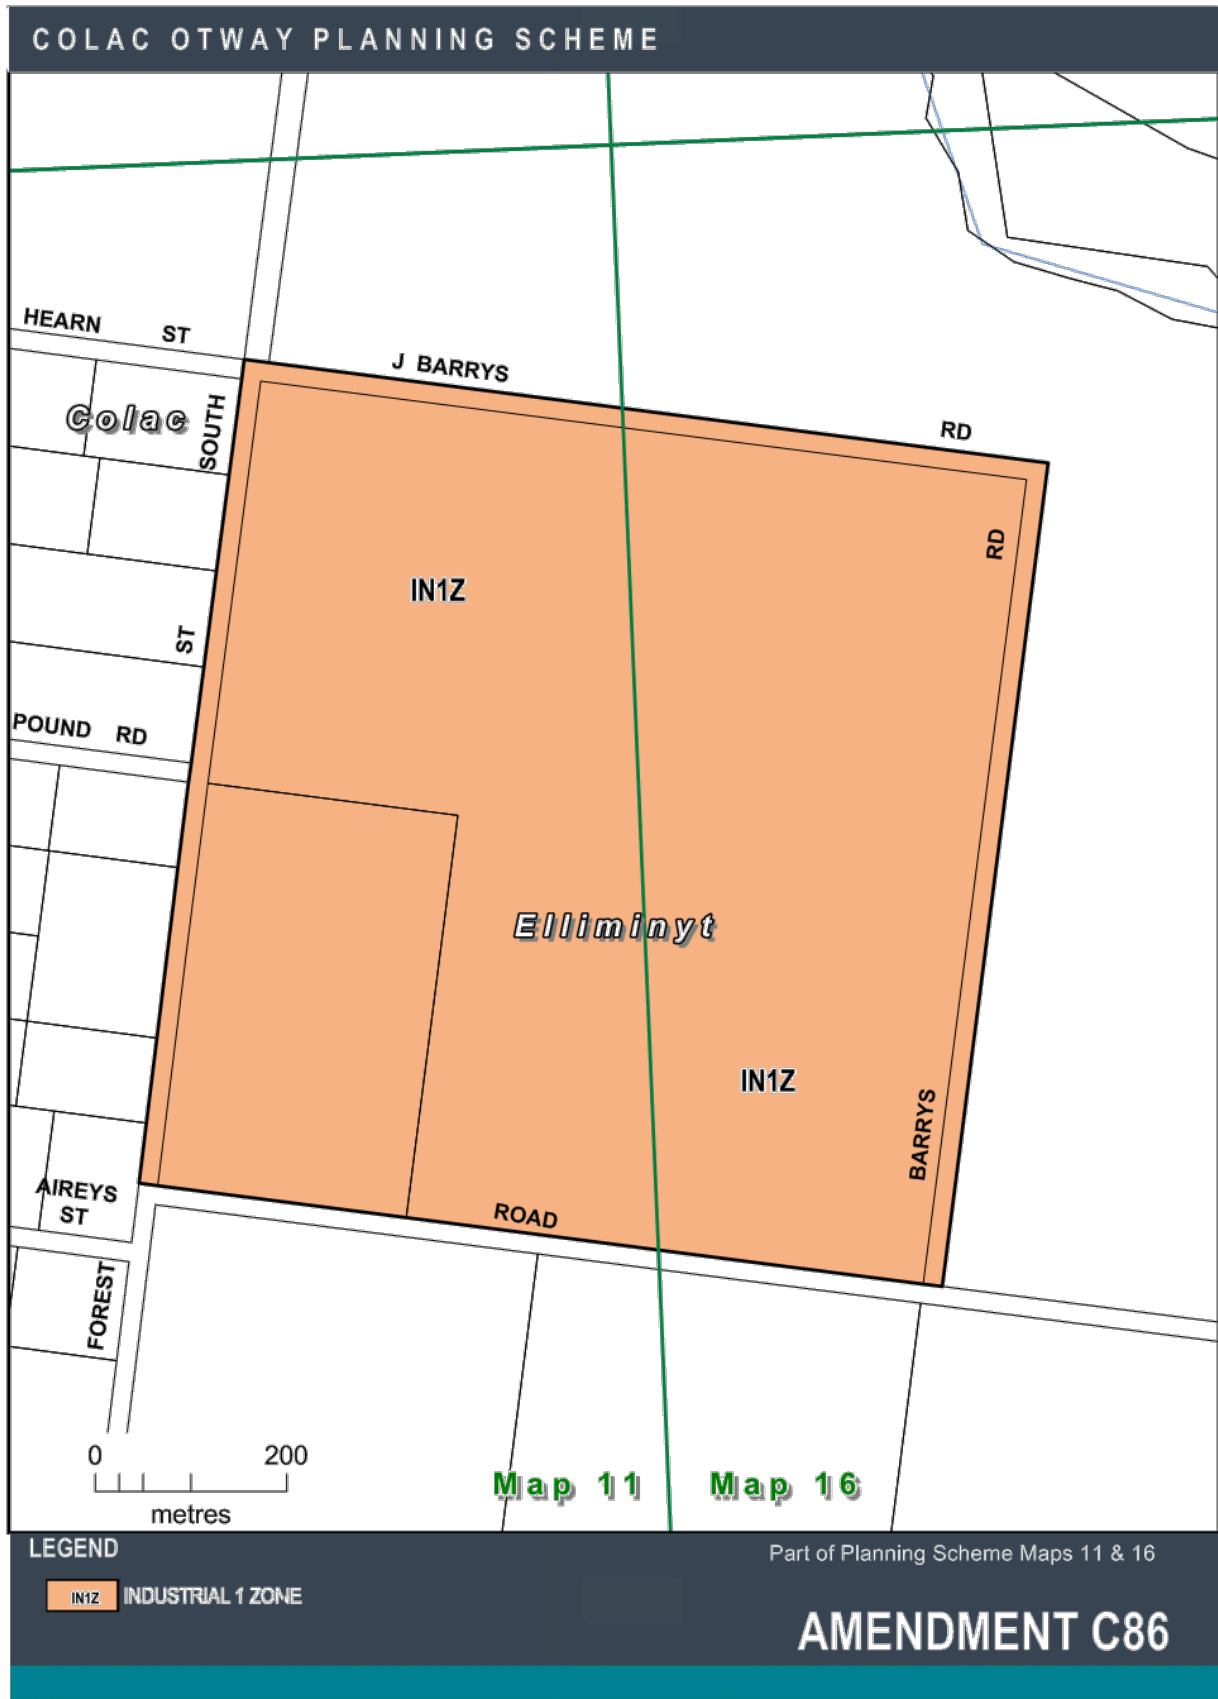 COLAC OTWAY PLANNING SCHEME
HEARN ST
J BARRYS RD
Colac
SOUTH ST
RD
IN1Z
POUND RD
Elliminyt
IN1Z
BARRYS
AIREYS
ST
ROAD
FOREST
0 200
metres
Map 11 Map 16
LEGEND
Part of Planning Scheme Maps 11 & 16
IN1Z INDUSTRIAL 1 ZONE
AMENDMENT C86